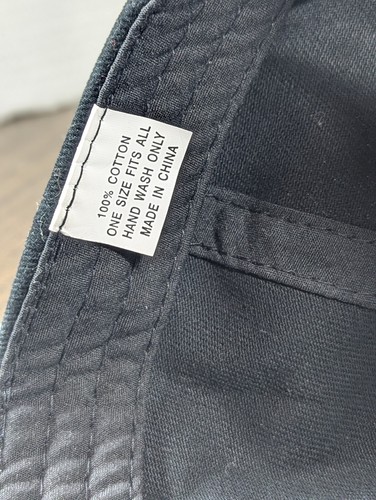 100% COTTON
ONE SIZE FITS ALL
HAND WASH ONLY
MADE IN CHINA